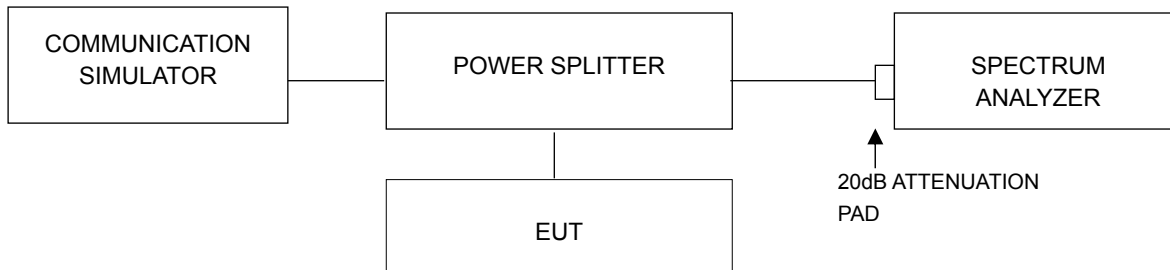 COMMUNICATION
SIMULATOR
POWER SPLITTER
SPECTRUM
ANALYZER
20dB ATTENUATION
PAD
EUT